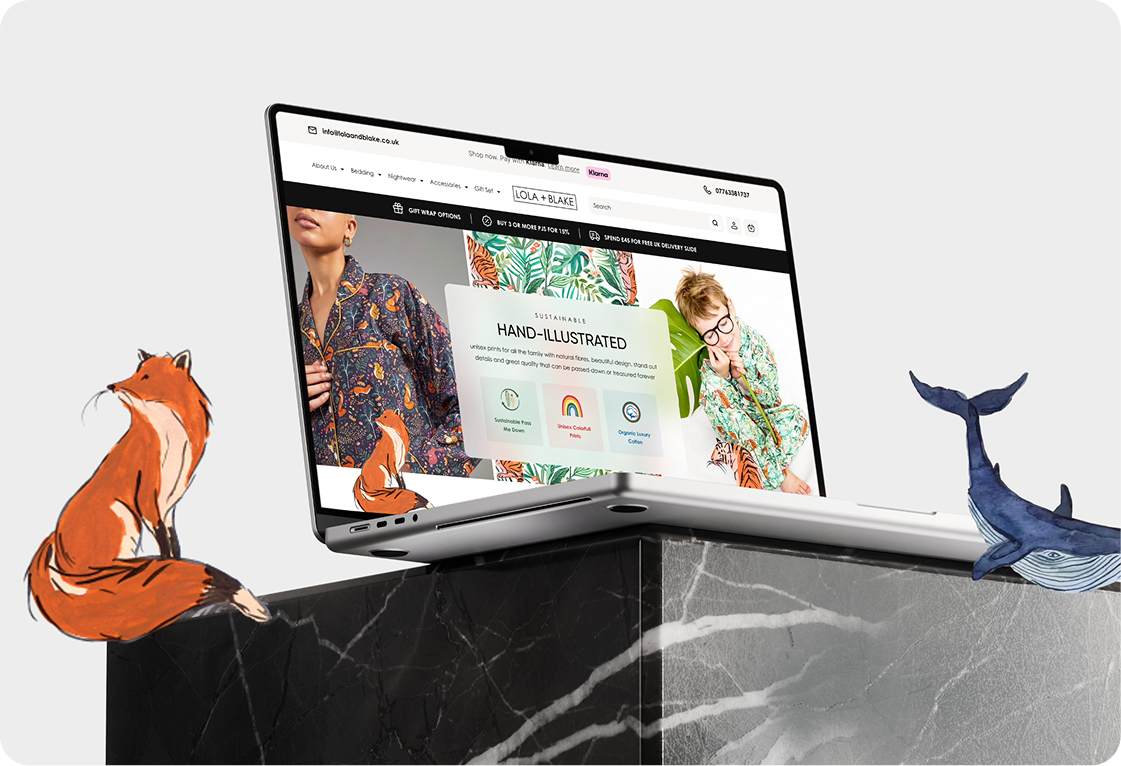 info@lolaandblake.co.uk
Shop now. Pay with Klarna. Learn more Klarna
07763381737
About Us Bedding Nightwear Accessories Gift Set
LOLA + BLAKE
Search
GIFT WRAP OPTIONS BUY 3 OR MORE PJS FOR 15% SPEND £45 FOR FREE UK DELIVERY SLIDE
SUSTAINABLE
HAND-ILLUSTRATED
unisex prints for all the family with natural fibres, beautiful design, stand out
details and great quality that can be passed down or treasured forever
Sustainable Pass
Me Down
Unisex Colorfull
Prints
Organic Luxury
Cotton